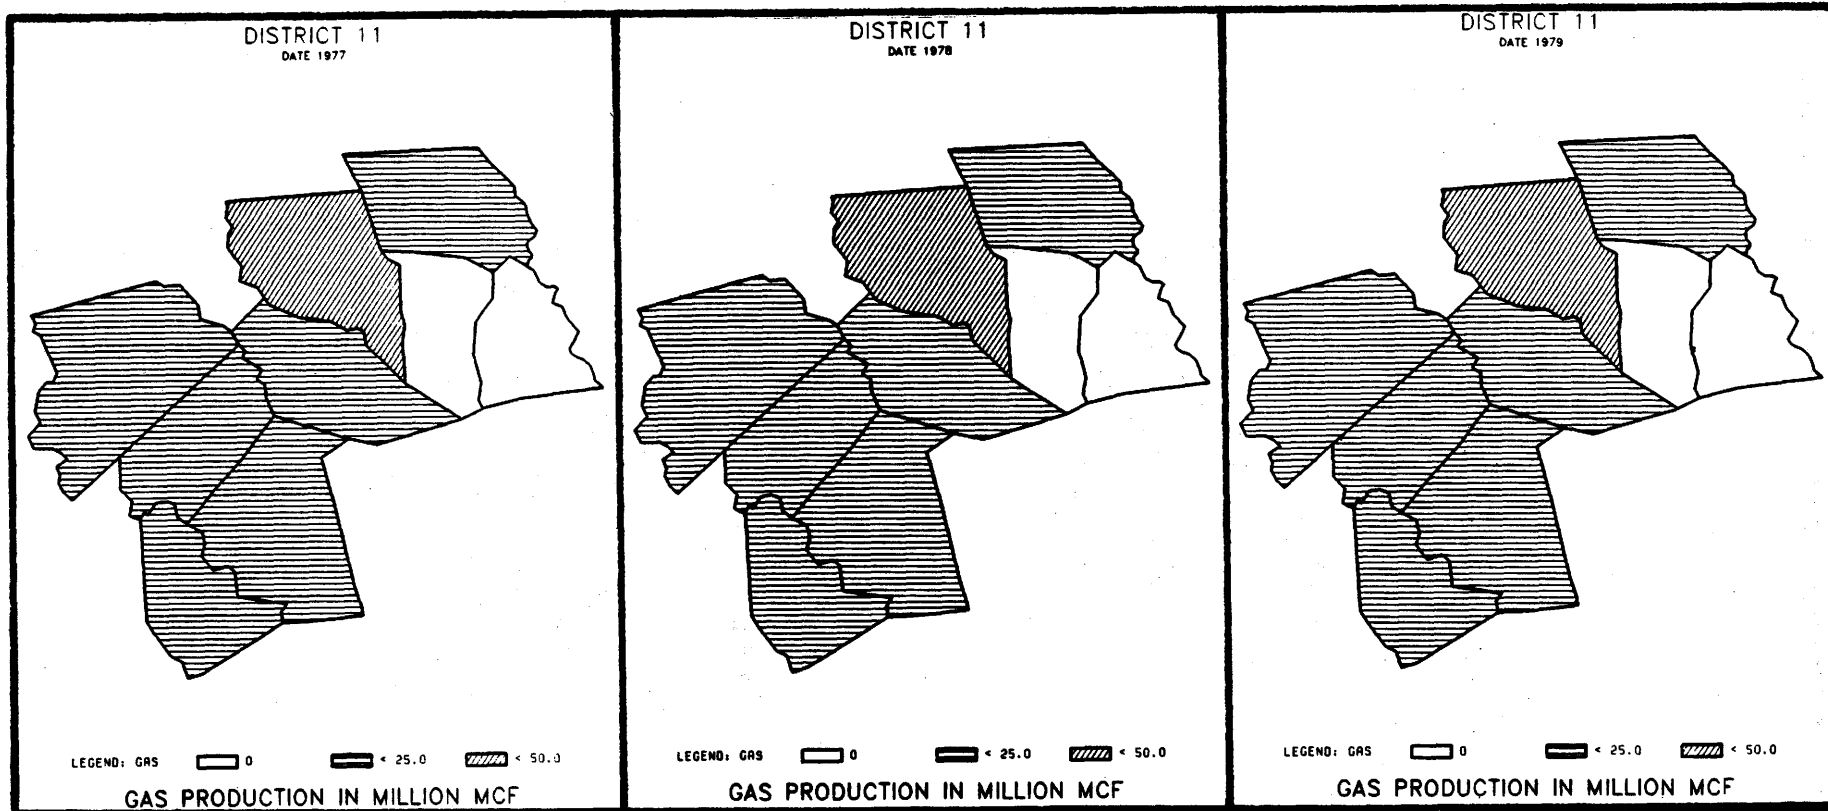 DISTRICT 11
DATE 1977
LEGEND: GAS 0 < 25.0 < 50.0
GAS PRODUCTION IN MILLION MCF
DISTRICT 11
DATE 1978
LEGEND: GAS 0 < 25.0 < 50.0
GAS PRODUCTION IN MILLION MCF
DISTRICT 11
DATE 1979
LEGEND: GAS 0 < 25.0 < 50.0
GAS PRODUCTION IN MILLION MCF